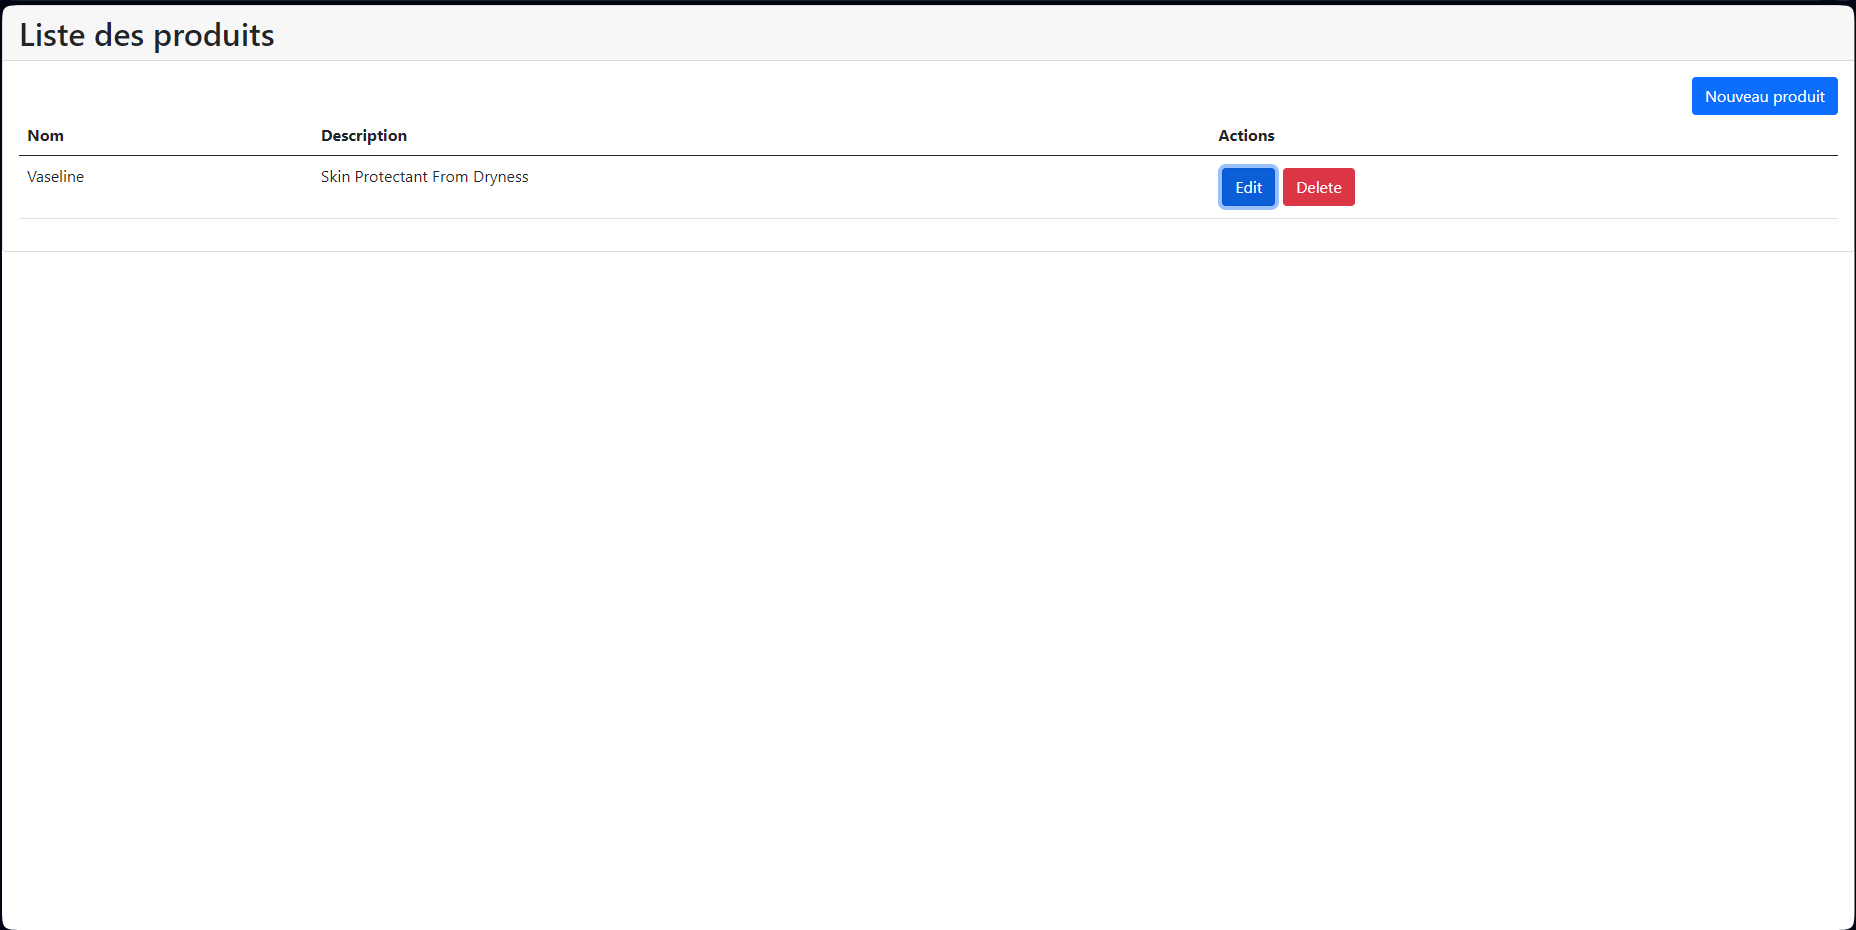 Liste des produits
Nouveau produit
Nom Description Actions
Vaseline Skin Protectant From Dryness Edit Delete